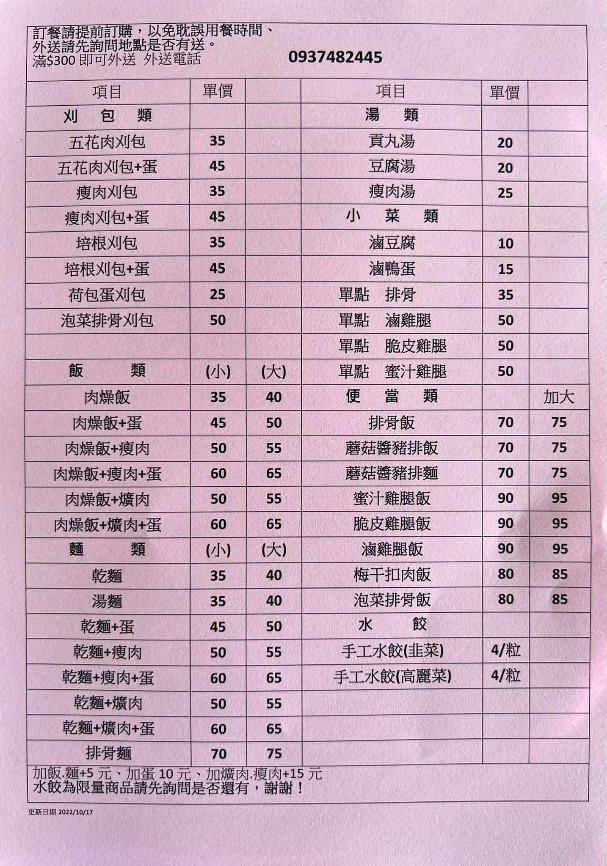 訂餐請提前訂購，以免耽誤用餐時間、
外送請先詢問地點是否有送。
滿$300 即可外送 外送電話 0937482445
項目 單價 項目 單價
刈 包 類 湯 類
五花肉刈包 35 貢丸湯 20
五花肉刈包+蛋 45 豆腐湯 20
瘦肉刈包 35 瘦肉湯 25
瘦肉刈包+蛋 45 小 菜 類
培根刈包 35 滷豆腐 10
培根刈包+蛋 45 滷鴨蛋 15
荷包蛋刈包 25 單點 排骨 35
泡菜排骨刈包 50 單點 滷雞腿 50
單點 脆皮雞腿 50
飯 類 (小) (大) 單點 蜜汁雞腿 50
肉燥飯 35 40 便 當 類 加大
肉燥飯+蛋 45 50 排骨飯 70 75
肉燥飯+瘦肉 50 55 蘑菇醬豬排飯 70 75
肉燥飯+瘦肉+蛋 60 65 蘑菇醬豬排麵 70 75
肉燥飯+爌肉 50 55 蜜汁雞腿飯 90 95
肉燥飯+爌肉+蛋 60 65 脆皮雞腿飯 90 95
麵 類 (小) (大) 滷雞腿飯 90 95
乾麵 35 40 梅干扣肉飯 80 85
湯麵 35 40 泡菜排骨飯 80 85
乾麵+蛋 45 50 水 餃
乾麵+瘦肉 50 55 手工水餃(韭菜) 4/粒
乾麵+瘦肉+蛋 60 65 手工水餃(高麗菜) 4/粒
乾麵+爌肉 50 55
乾麵+爌肉+蛋 60 65
排骨麵 70 75
加飯.麵+5 元、加蛋 10 元、加爌肉.瘦肉+15 元
水餃為限量商品請先詢問是否還有，謝謝！
更新日期 2022/10/17